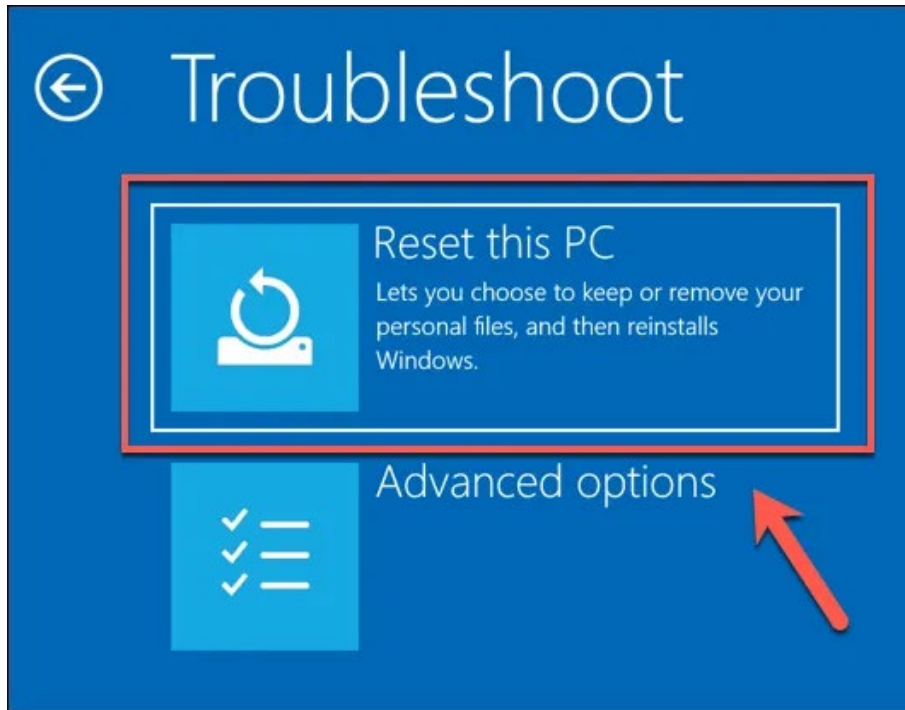 Troubleshoot
Reset this PC
Lets you choose to keep or remove your
personal files, and then reinstalls
Windows.
Advanced options